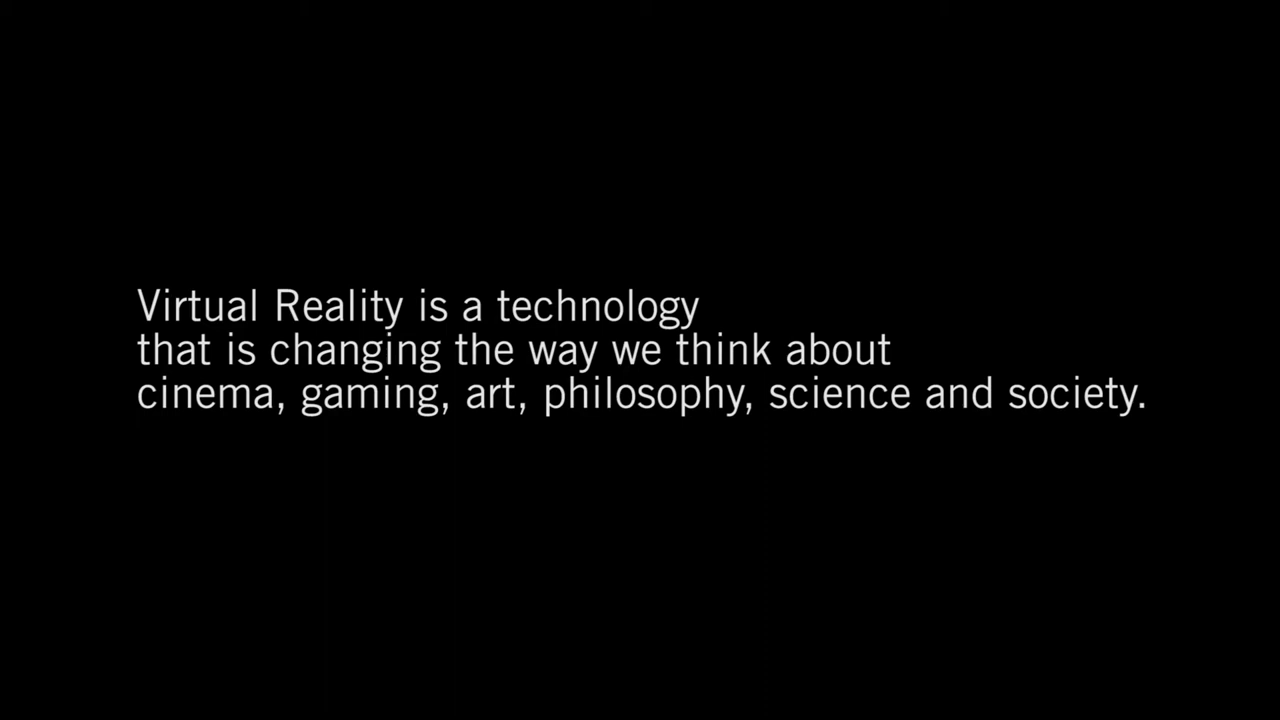 Virtual Reality is a technology
that is changing the way we think about
cinema, gaming, art, philosophy, science and society.